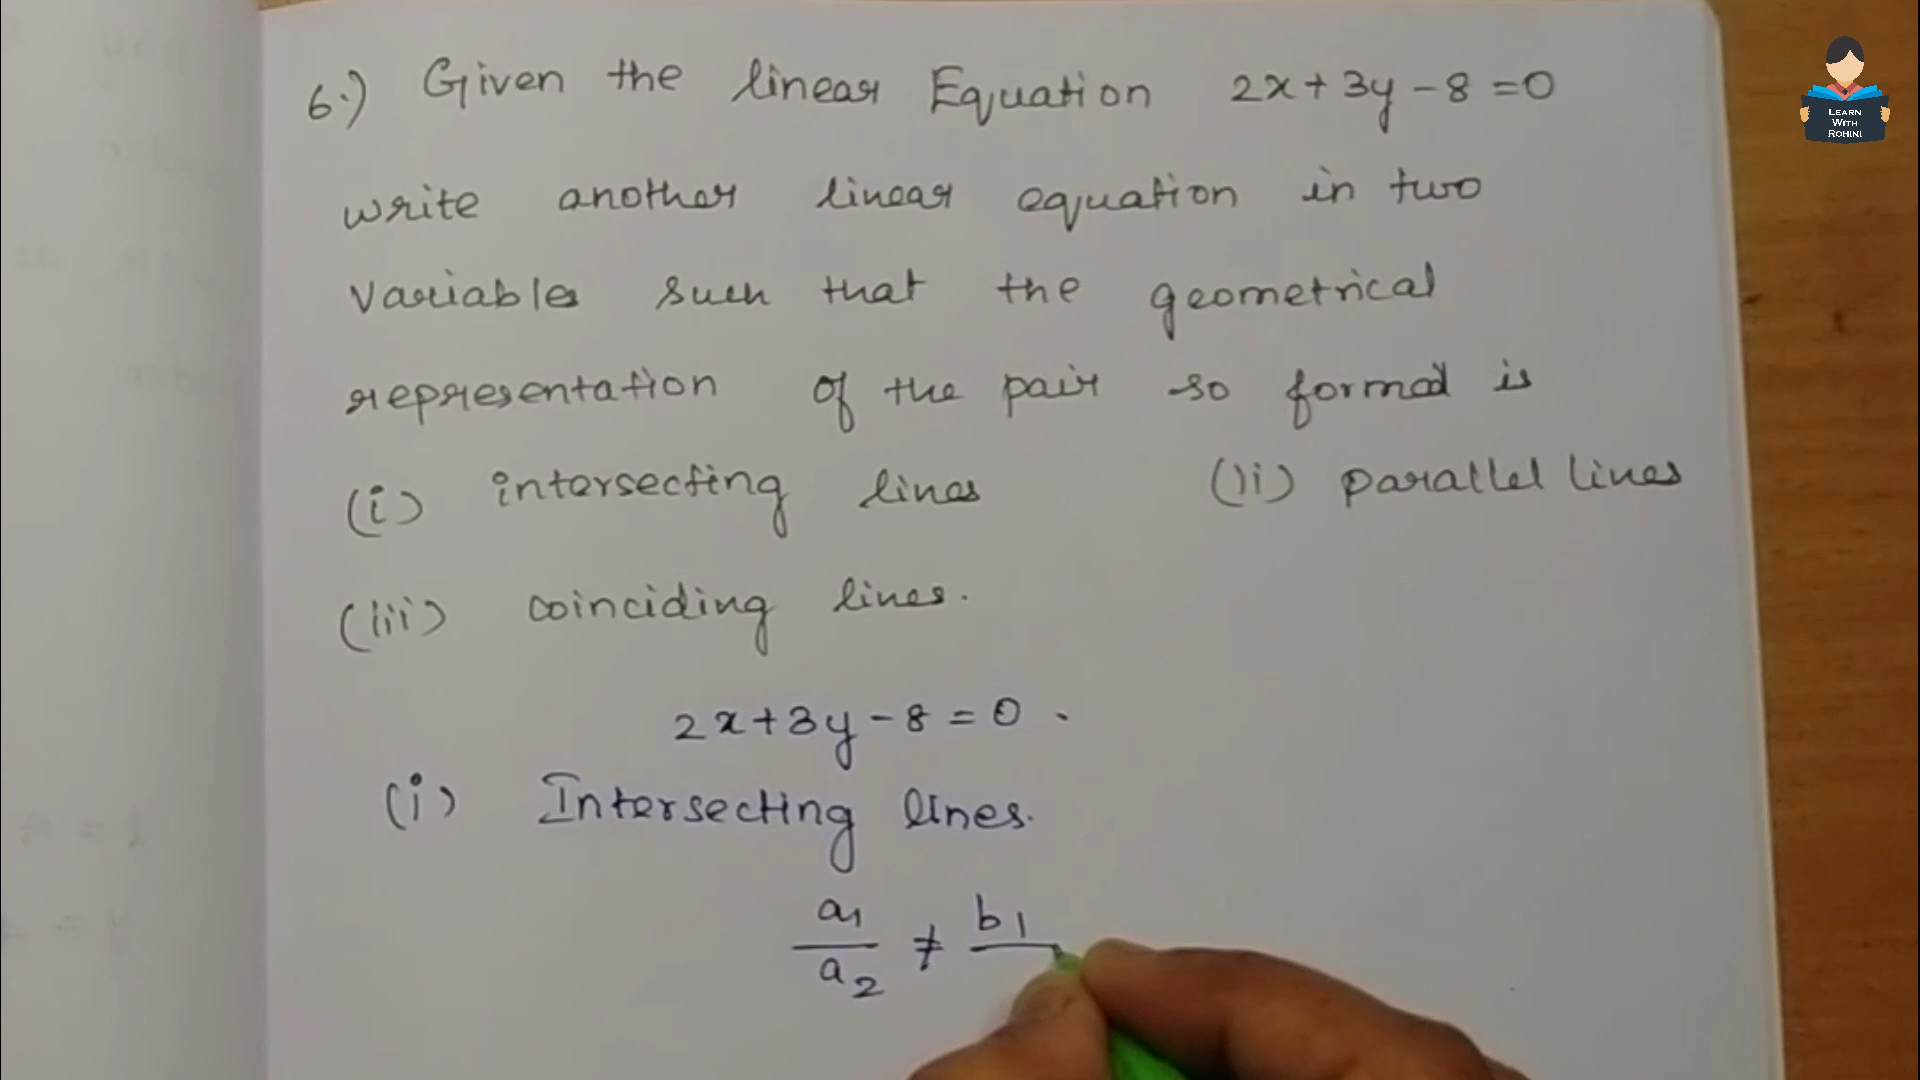 6.) Given the linear Equation 2x+3y-8=0
write another linear equation in two
variables such that the geometrical
representation of the pair so formed is
(i) intersecting lines (ii) parallel lines
(iii) coinciding lines.
2x+3y-8=0.
(i) Intersecting lines.
a1/a2 ≠ b1/
LEARN
WITH
ROHINI